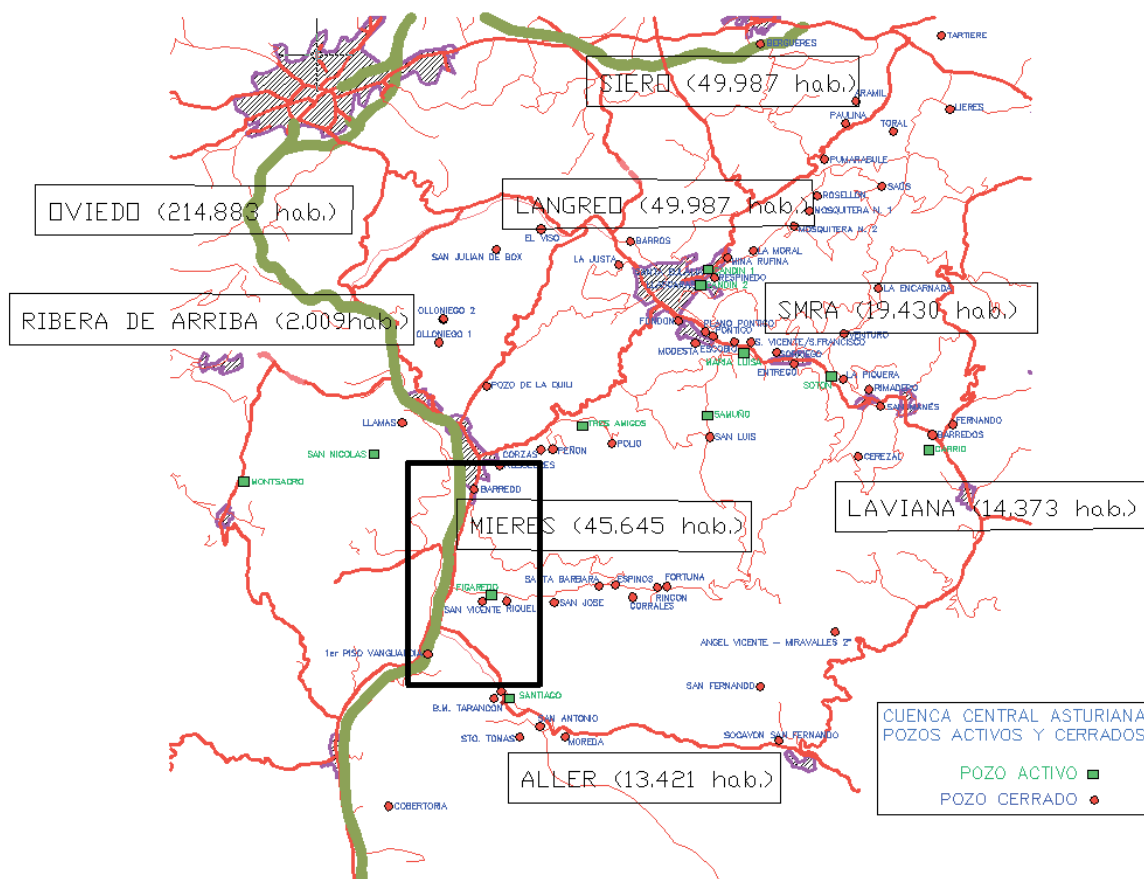 TARTIERE
BERGUERES
SIERO (49.987 hab.)
ARAMIL
LIERES
PAULINA
TORAL
PUMARABULE
SAUS
OVIEDO (214.883 hab.)
LANGREO (49.987 hab.)
ROSELLON
MOSQUITERA N. 1
MOSQUITERA N. 2
EL VISO
BARROS
SAN JULIAN DE BOX
LA JUSTA
LA MORAL
MINA RUFINA
CANDIN 1
RESPINEDO
CANDIN 2
LA ENCARNADA
RIBERA DE ARRIBA (2.009hab.)
OLLONIEGO 2
SMRA (19.430 hab.)
FONDON
OLLONIEGO 1
PONTICO
VENTURO
MODESTA
ESCOBIO
S. VICENTE/S.FRANCISCO
MARIA LUISA
SORRIEGO
ENTREGO
SOTON
LA PIQUERA
RIMADERO
POZO DE LA
SAN MAMES
LLAMAS
TRES AMIGOS
SAMUÑO
FERNANDO
BARREDOS
SAN NICOLAS
CORZAS
PEÑON
POLIO
SAN LUIS
CEREZAL
CARRIO
MONTSACRO
BARREDO
MIERES (45.645 hab.)
LAVIANA (14.373 hab.)
FIGAREDO
SANTA BARBARA
ESPINOS
FORTUNA
SAN VICENTE
RIQUEL
SAN JOSE
CORRALES
RINCON
ANGEL VICENTE - MIRAVALLES 2º
1er PISO VANGUARDIA
SAN FERNANDO
SANTIAGO
B.M. TARANCON
SAN ANTONIO
STO. TOMAS
MOREDA
SOCAVON SAN FERNANDO
CUENCA CENTRAL ASTURIANA
POZOS ACTIVOS Y CERRADOS
ALLER (13.421 hab.)
POZO ACTIVO
POZO CERRADO
COBERTORIA